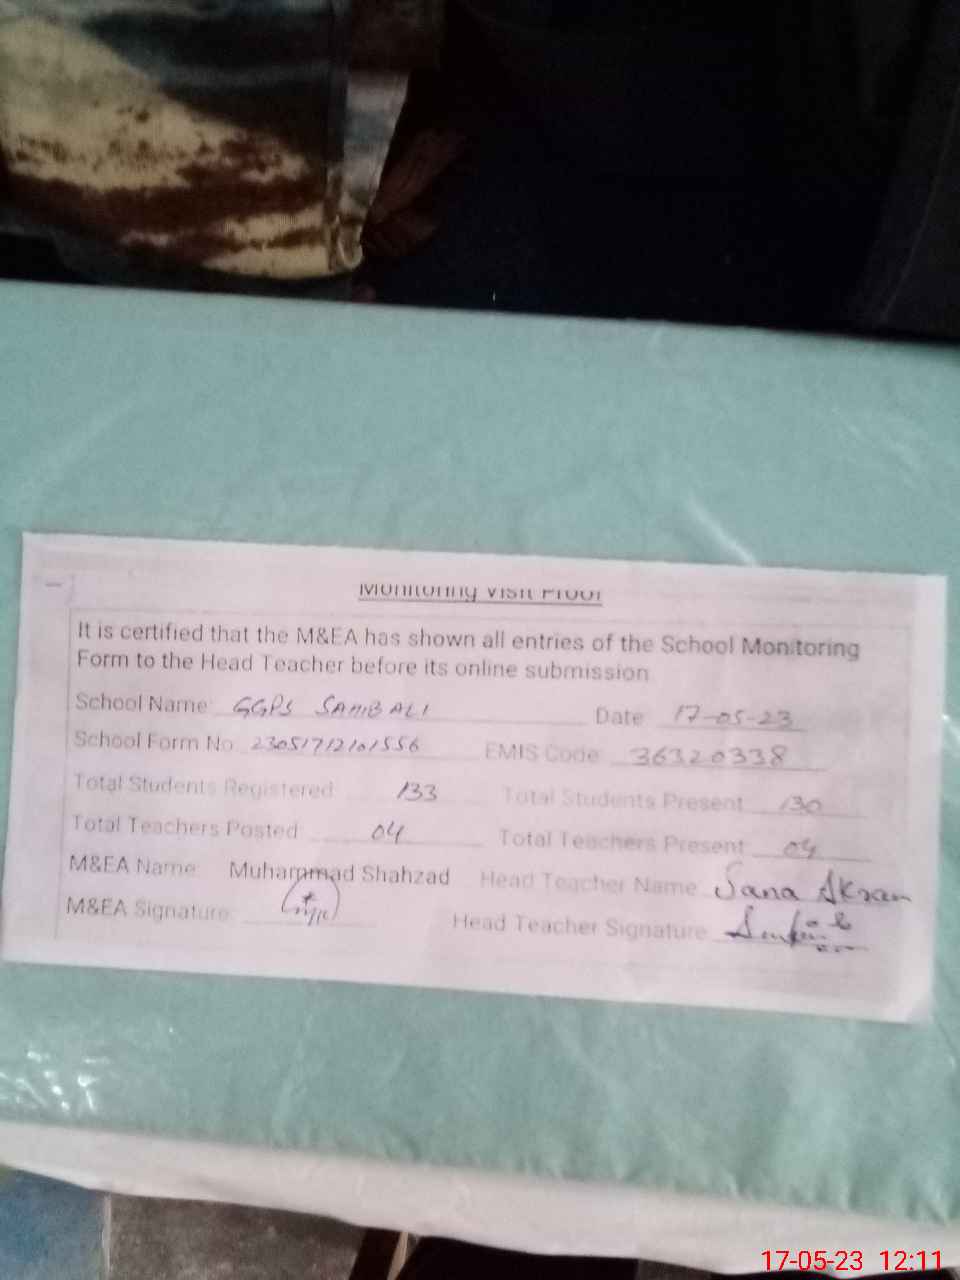 Monitoring Visit Proof
It is certified that the M&EA has shown all entries of the School Monitoring
Form to the Head Teacher before its online submission
School Name: GGPS SAHIB ALI Date 17-05-23
School Form No. 23051712101556 EMIS Code: 36320338
Total Students Registered 133 Total Students Present 130
Total Teachers Posted: 04 Total Teachers Present 04
M&EA Name: Muhammad Shahzad Head Teacher Name Sana Akram
M&EA Signature: Head Teacher Signature
17-05-23 12:11